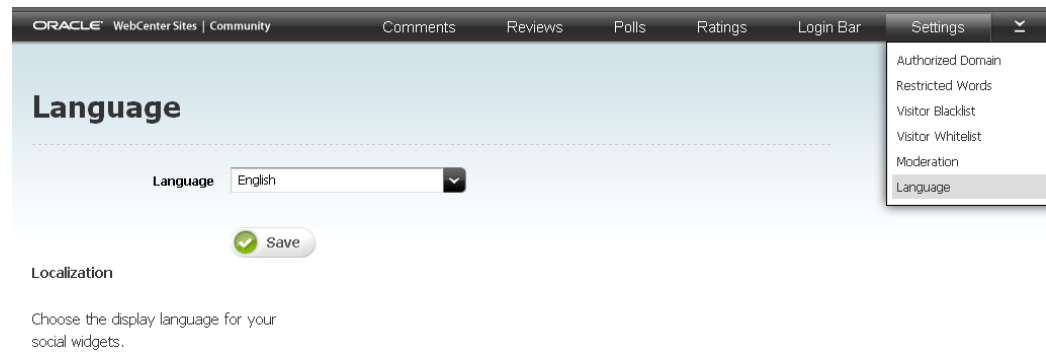 ORACLE WebCenter Sites | Community
Comments Reviews Polls Ratings Login Bar Settings
Authorized Domain
Restricted Words
Visitor Blacklist
Visitor Whitelist
Moderation
Language
Language
Language English
Save
Localization
Choose the display language for your
social widgets.